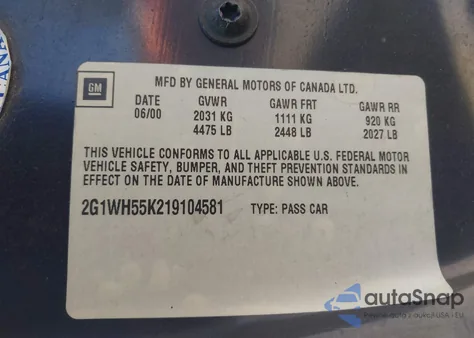 CANA
GM
MFD BY GENERAL MOTORS OF CANADA LTD.
DATE GVWR GAWR FRT GAWR RR
06/00 2031 KG 1111 KG 920 KG
4475 LB 2448 LB 2027 LB
THIS VEHICLE CONFORMS TO ALL APPLICABLE U.S. FEDERAL MOTOR
VEHICLE SAFETY, BUMPER, AND THEFT PREVENTION STANDARDS IN
EFFECT ON THE DATE OF MANUFACTURE SHOWN ABOVE.
2G1WH55K219104581 TYPE: PASS CAR
autoSnap